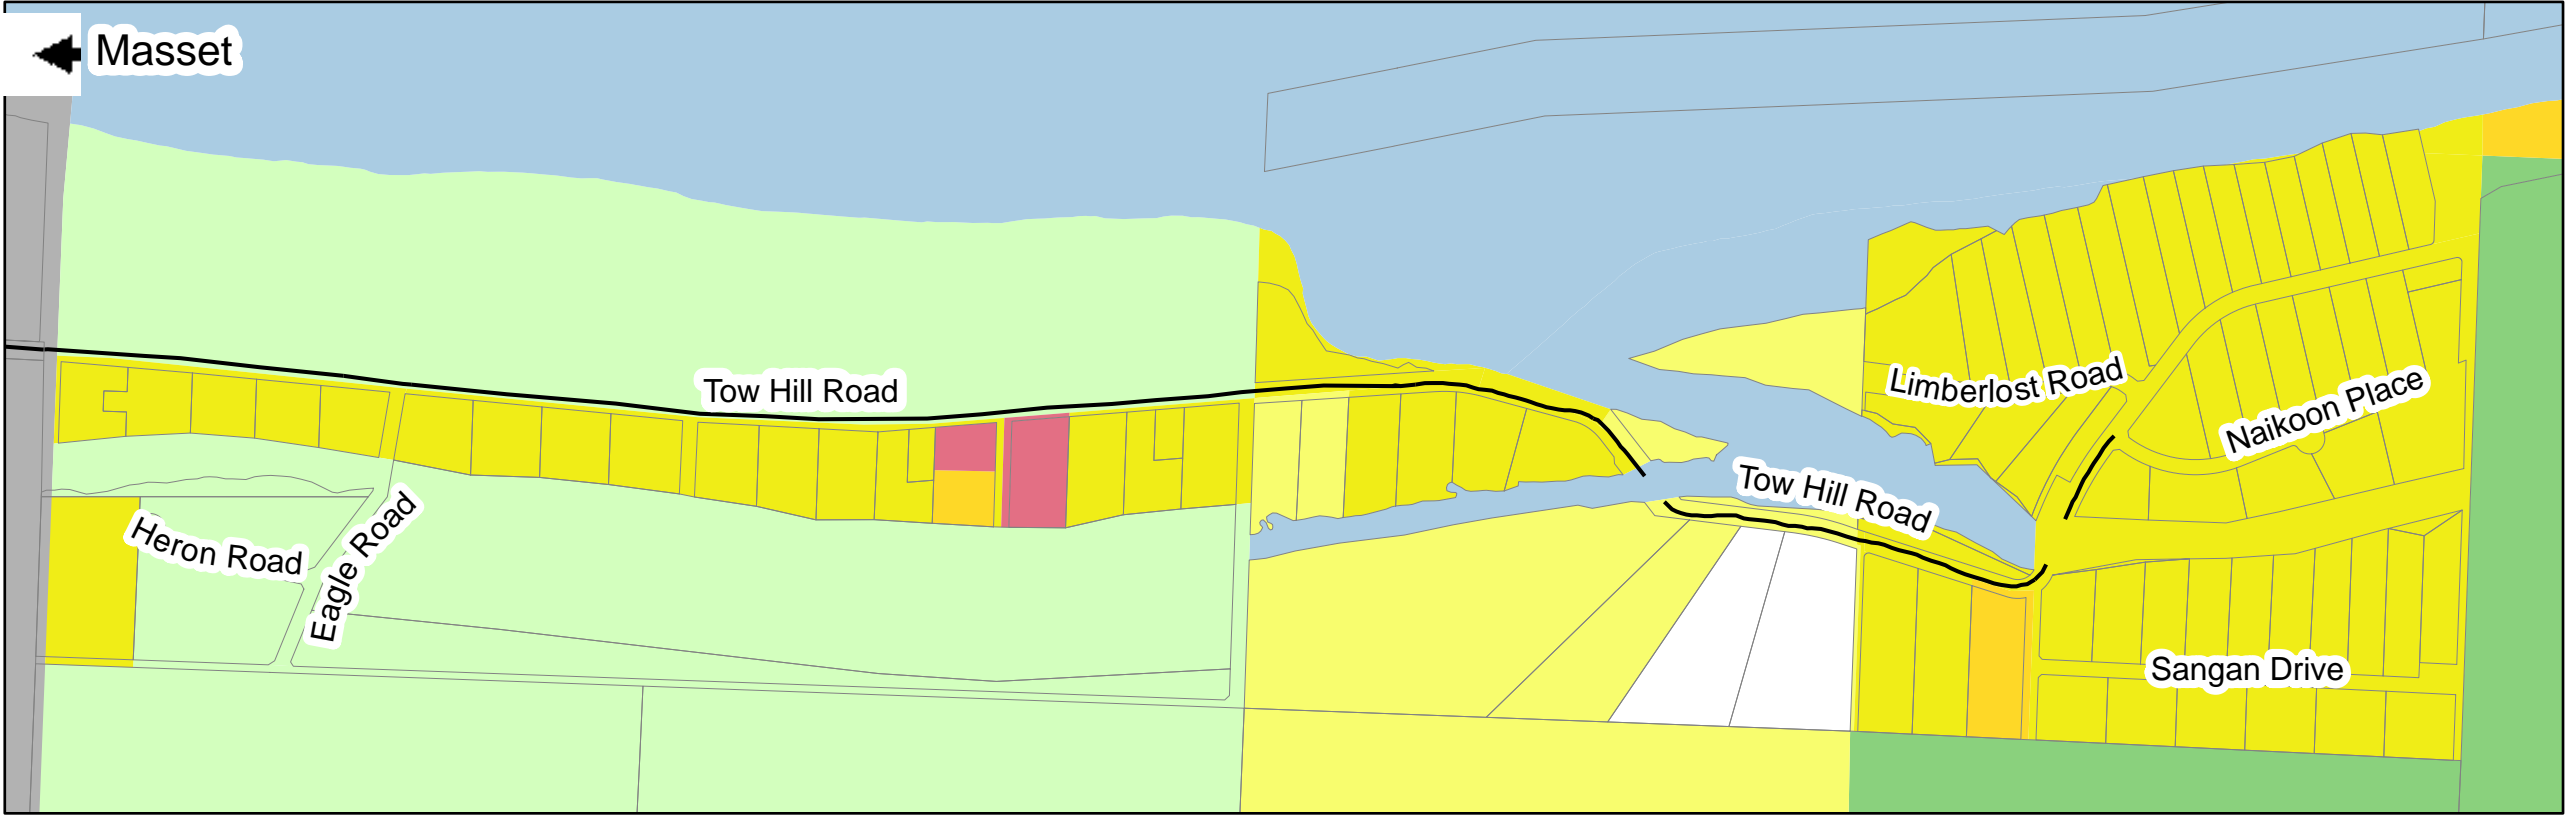 Masset
Tow Hill Road
Limberlost Road
Naikoon Place
Tow Hill Road
Heron Road
Eagle Road
Sangan Drive